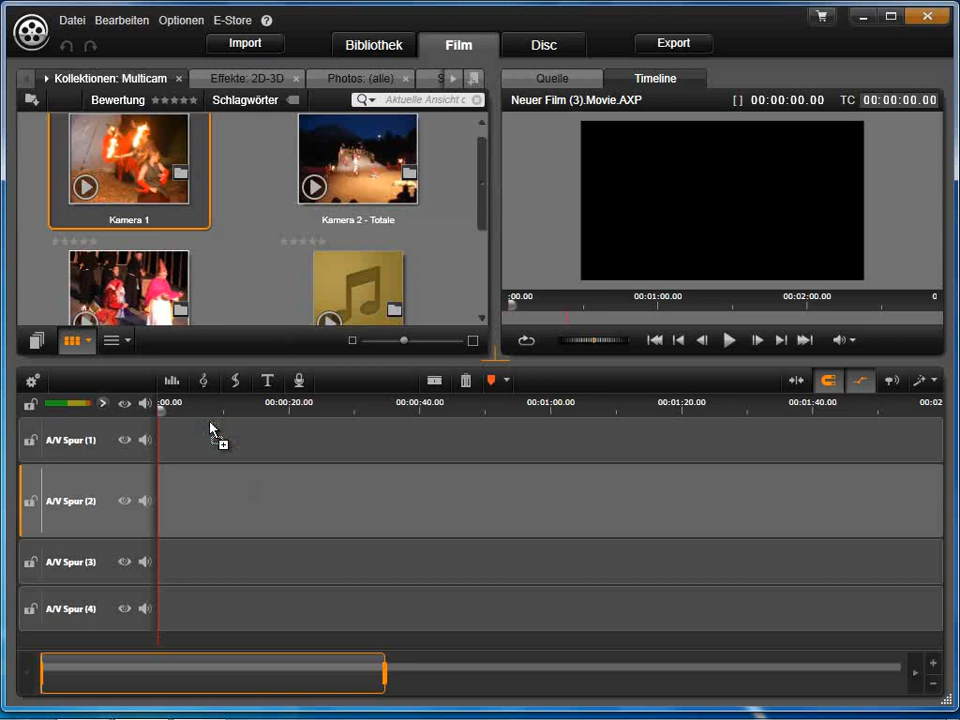 Datei Bearbeiten Optionen E-Store ?
Import Bibliothek Film Disc Export
Kollektionen: Multicam × Effekte: 2D-3D × Photos: (alle) × Quelle Timeline
Bewertung Schlagwörter Aktuelle Ansicht
Neuer Film (3).Movie.AXP [ ] 00:00:00.00 TC 00:00:00.00
Kamera 1 Kamera 2 - Totale
:00.00 00:01:00.00 00:02:00.00
:00.00 00:00:20.00 00:00:40.00 00:01:00.00 00:01:20.00 00:01:40.00 00:02
A/V Spur (1)
A/V Spur (2)
A/V Spur (3)
A/V Spur (4)